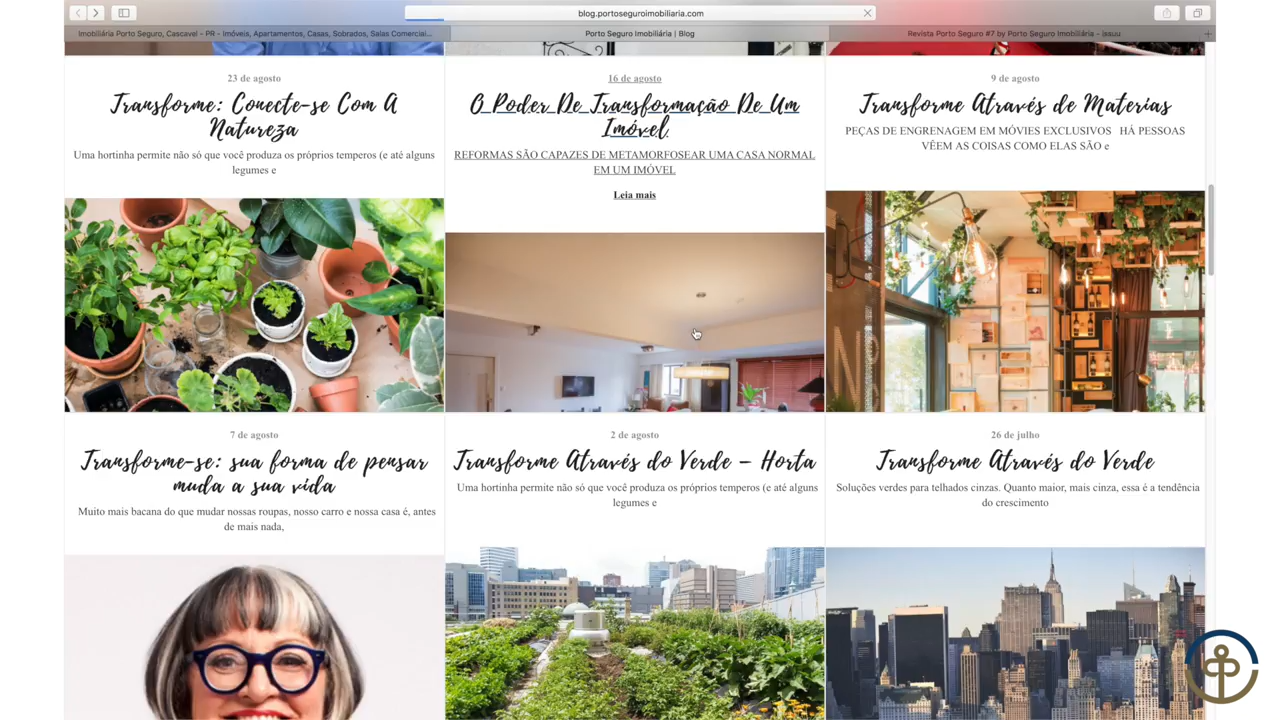 blog.portoseguroimobiliaria.com
Imobiliária Porto Seguro, Cascavel - PR - Imóveis, Apartamentos, Casas, Sobrados, Salas Comerciai...
Porto Seguro Imobiliária | Blog
Revista Porto Seguro #7 by Porto Seguro Imobiliária - issuu
23 de agosto
Transforme: Conecte-se Com A
Natureza
Uma hortinha permite não só que você produza os próprios temperos (e até alguns
legumes e
16 de agosto
O Poder De Transformação De Um
Imóvel
REFORMAS SÃO CAPAZES DE METAMORFOSEAR UMA CASA NORMAL
EM UM IMÓVEL
Leia mais
9 de agosto
Transforme Através de Materias
PEÇAS DE ENGRENAGEM EM MÓVIES EXCLUSIVOS HÁ PESSOAS
VÊEM AS COISAS COMO ELAS SÃO e
7 de agosto
Transforme-se: sua forma de pensar
muda a sua vida
Muito mais bacana do que mudar nossas roupas, nosso carro e nossa casa é, antes
de mais nada,
2 de agosto
Transforme Através do Verde – Horta
Uma hortinha permite não só que você produza os próprios temperos (e até alguns
legumes e
26 de julho
Transforme Através do Verde
Soluções verdes para telhados cinzas. Quanto maior, mais cinza, essa é a tendência
do crescimento